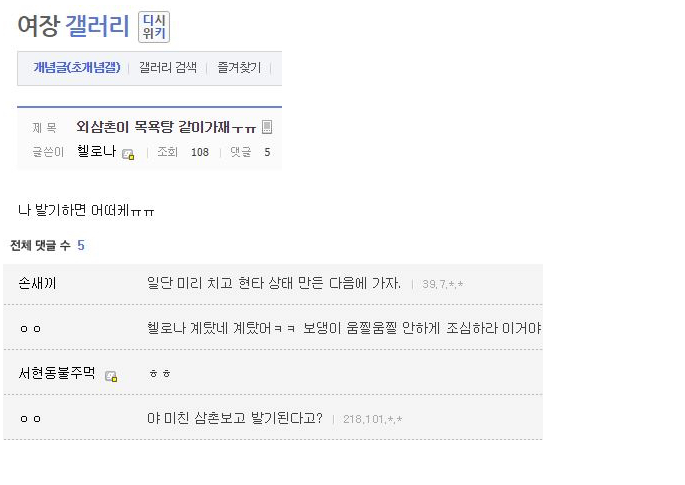 여장 갤러리 디시위키
개념글(초개념갤) 갤러리 검색 즐겨찾기
제 목 외삼촌이 목욕탕 같이가재ㅜㅠ
글쓴이 헬로나 조회 108 댓글 5
나 발기하면 어떠케ㅠㅠ
전체 댓글 수 5
손새끼 일단 미리 치고 현타 상태 만든 다음에 가자. 39.7.*.*
ㅇㅇ 헬로나 계탔네 계탔어ㅋㅋ 보댕이 움찔움찔 안하게 조심하라 이거야
서현동불주먹 ㅎㅎ
ㅇㅇ 야 미친 삼촌보고 발기된다고? 218.101.*.*